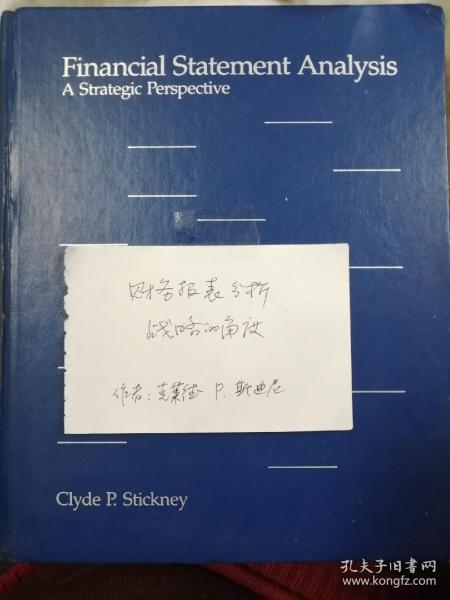 Financial Statement Analysis
A Strategic Perspective
财务报表分析
战略的角度
作者:克莱德 P. 斯迪尼
Clyde P. Stickney
孔夫子旧书网
www.kongfz.com